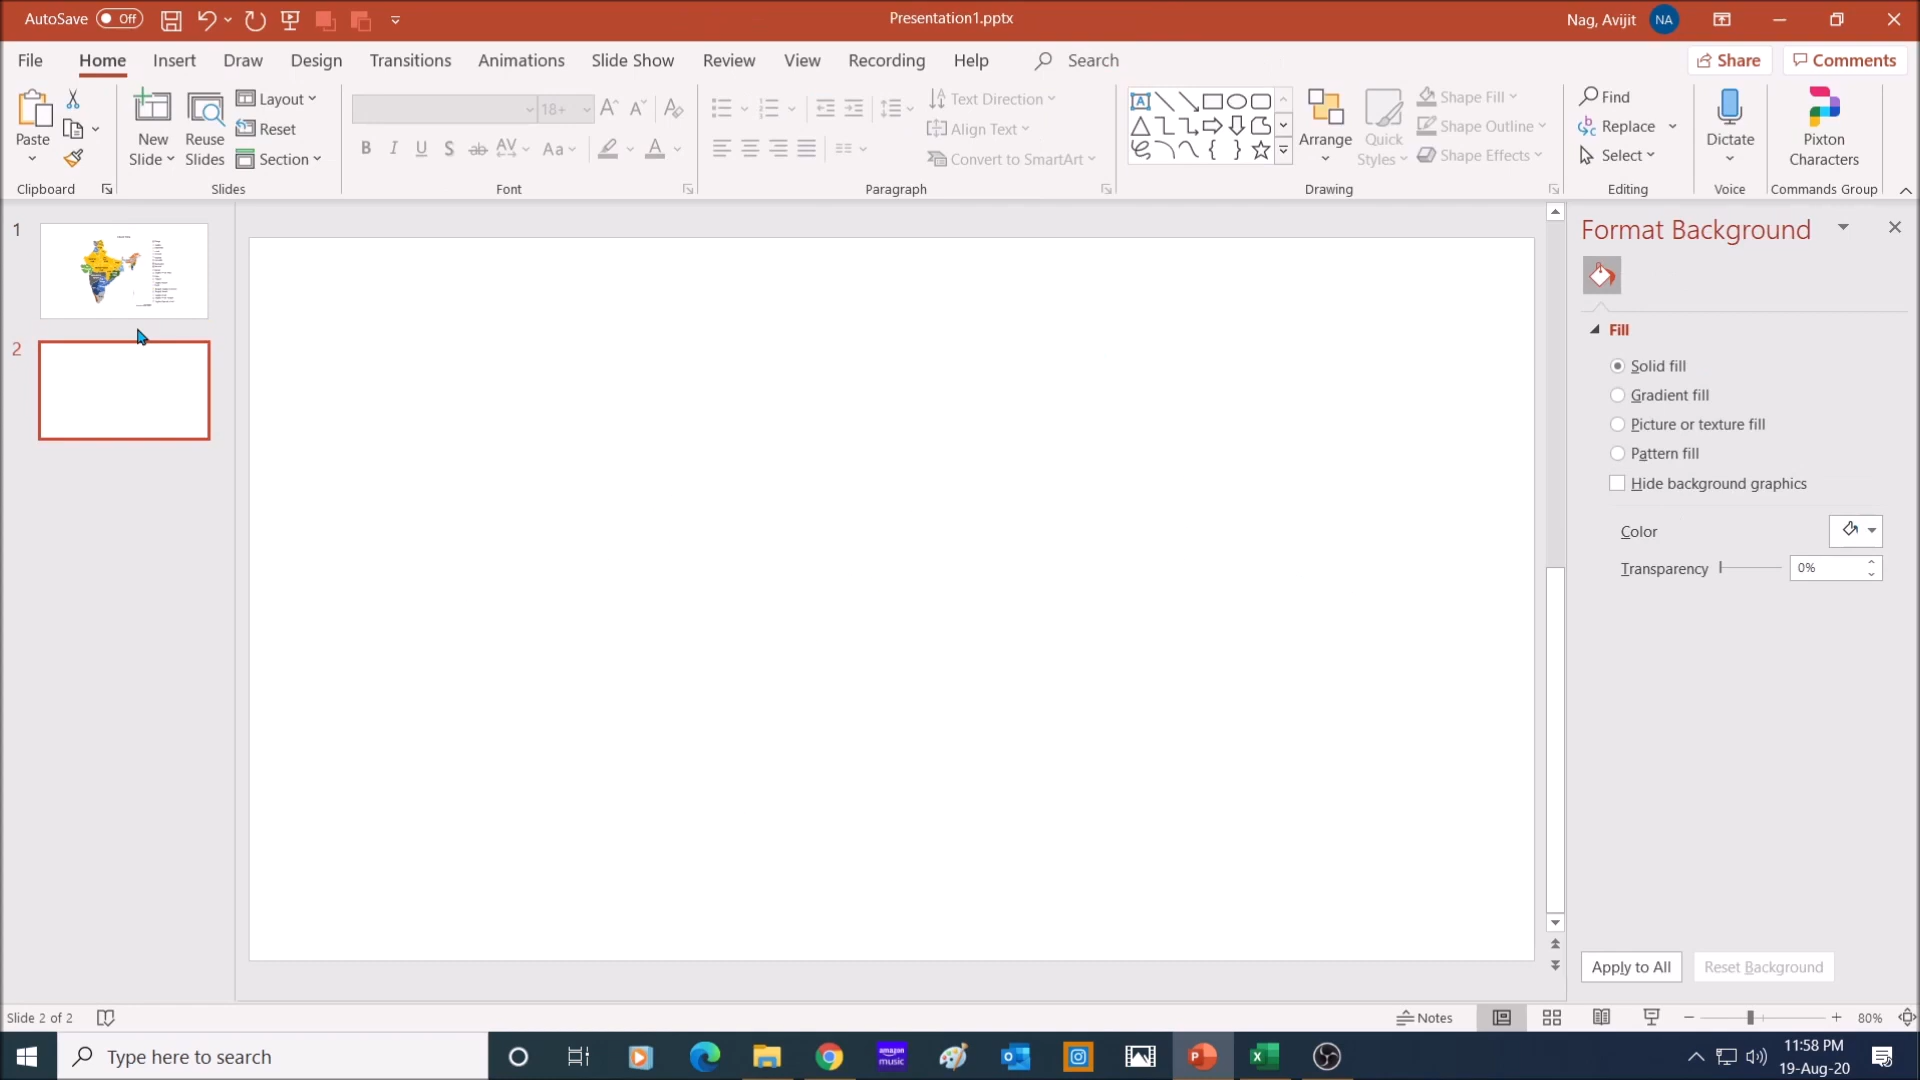 AutoSave Off
Presentation1.pptx
Nag, Avijit NA
File Home Insert Draw Design Transitions Animations Slide Show Review View Recording Help Search
Share Comments
Paste
New Slide
Reuse Slides
Layout
Reset
Section
18+
B I U S ab AV Aa A
Text Direction
Align Text
Convert to SmartArt
Arrange
Quick Styles
Shape Fill
Shape Outline
Shape Effects
Find
Replace
Select
Dictate
Pixton Characters
Clipboard Slides Font Paragraph Drawing Editing Voice Commands Group
1
2
Format Background
Fill
Solid fill
Gradient fill
Picture or texture fill
Pattern fill
Hide background graphics
Color
Transparency 0%
Apply to All Reset Background
Slide 2 of 2
Notes
80%
Type here to search
amazon music
11:58 PM
19-Aug-20